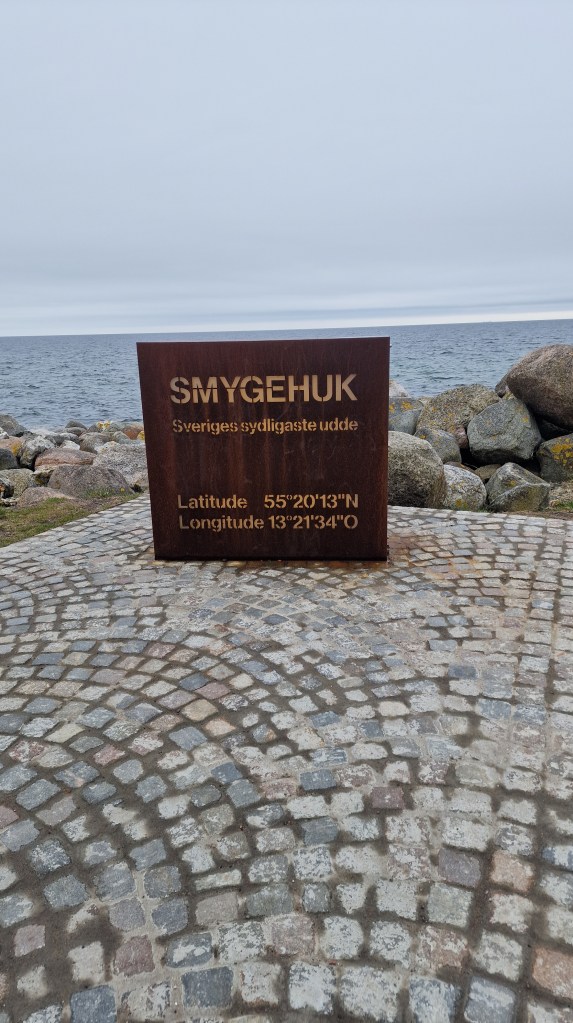 SMYGEHUK
Sveriges sydligaste udde
Latitude 55°20'13"N
Longitude 13°21'34"O